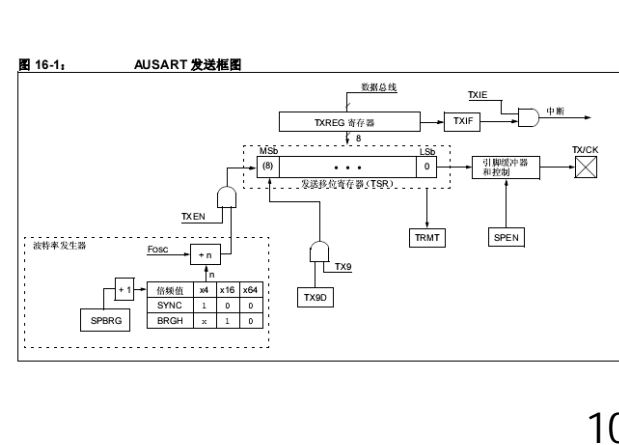 图 16-1： AUSART 发送框图
数据总线
TXIE
TXREG 寄存器
TXIF
中断
8
MSb
LSb
TX/CK
(8)
• • •
0
引脚缓冲器
和控制
发送移位寄存器（TSR）
TXEN
TRMT
SPEN
波特率发生器
Fosc
÷ n
TX9
n
+ 1
倍频值 x4 x16 x64
TX9D
SYNC 1 0 0
SPBRG
BRGH x 1 0
10